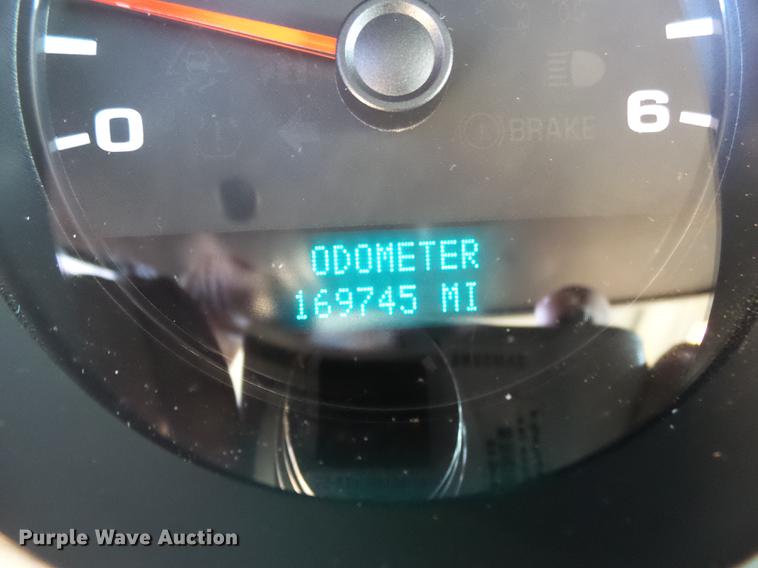 0
6
BRAKE
ODOMETER
169745 MI
Purple Wave Auction